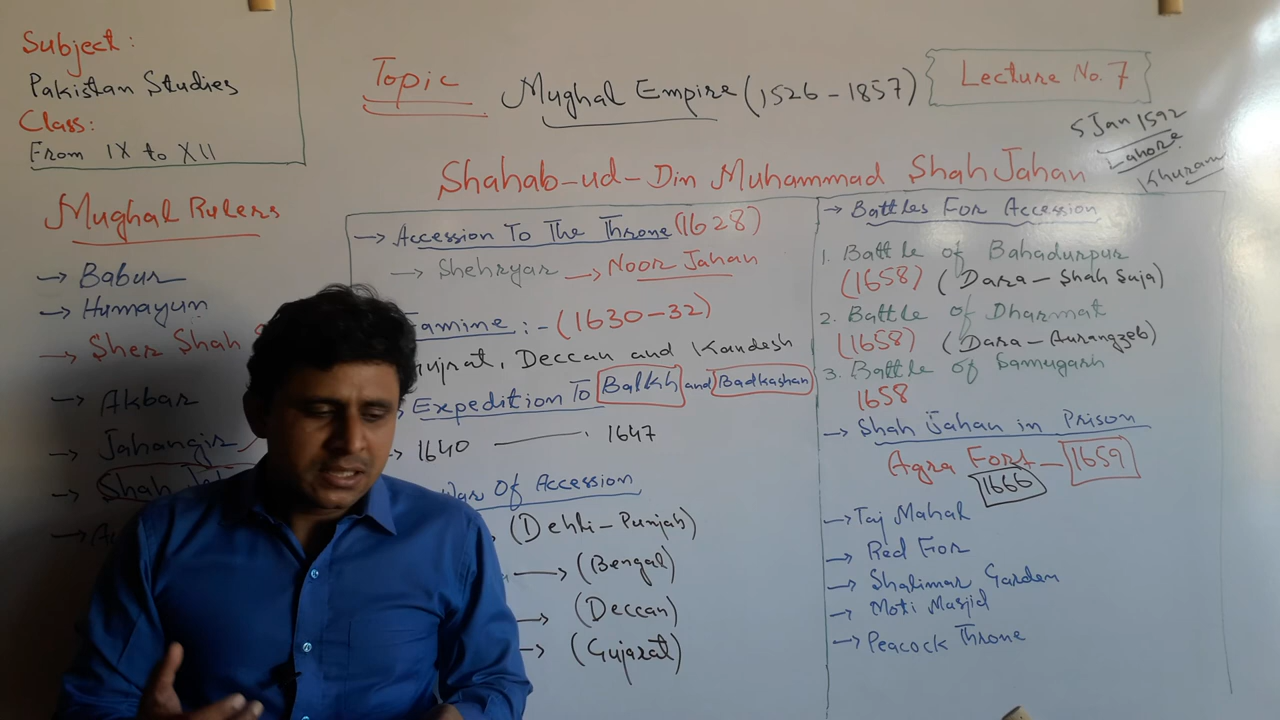 Subject:
Pakistan Studies
Class:
From IX to XII
Topic
Mughal Empire (1526-1857)
Lecture No. 7
5 Jan 1592
Lahore
Khuram
Shahab-ud-Din Muhammad Shah Jahan
Mughal Rulers
→ Babur
→ Humayun
→ Sher Shah
→ Akbar
→ Jahangir
→ Shah
→
→ Accession To The Throne (1628)
→ Shehryar → Noor Jahan
Famine:- (1630-32)
Gujrat, Deccan and Kandesh
Expedition To Balkh and Badkashan
1640 — 1647
War Of Accession
(Dehli-Punjab)
→ (Bengal)
→ (Deccan)
→ (Gujarat)
→ Battles For Accession
1. Battle of Bahadurpur
(1658) (Dara-Shah Suja)
2. Battle of Dharmat
(1658) (Dara-Aurangzeb)
3. Battle of Samugarh
1658
→ Shah Jahan in Prison
Agra Fort - 1659
1666
→ Taj Mahal
→ Red For
→ Shalimar Garden
→ Moti Masjid
→ Peacock Throne